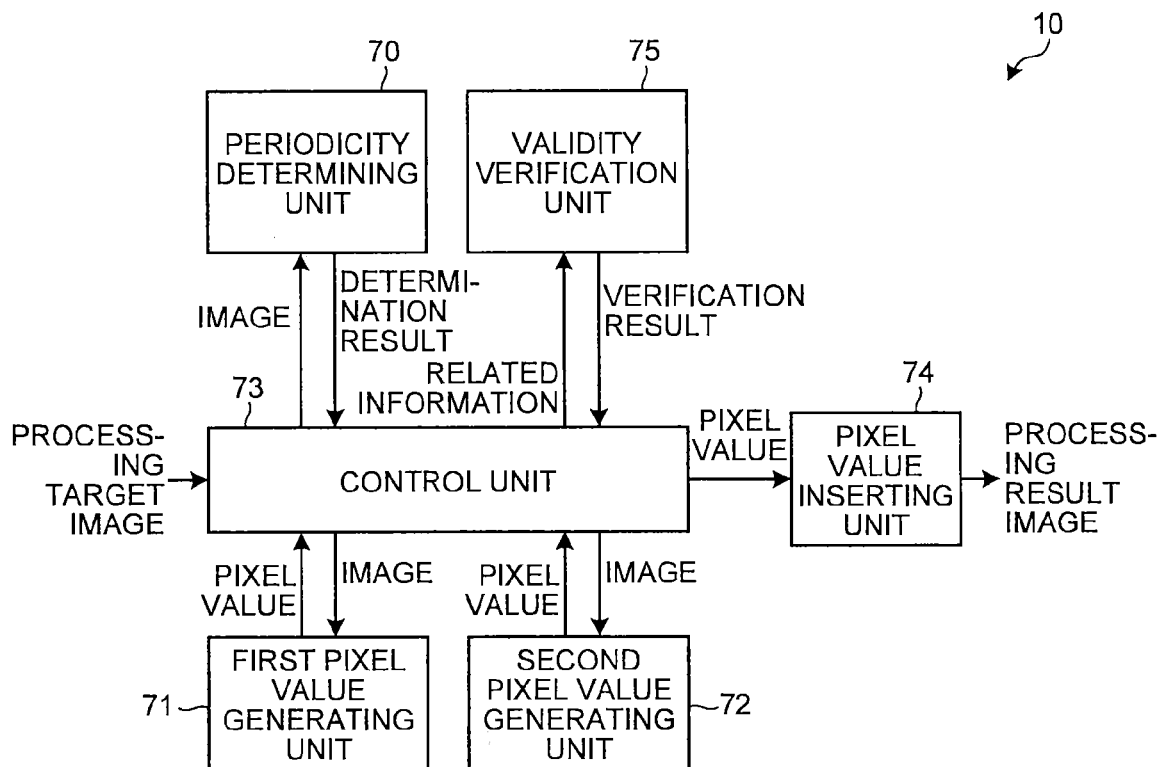 10
70
75
PERIODICITY
DETERMINING
UNIT
VALIDITY
VERIFICATION
UNIT
IMAGE
DETERMI-
NATION
RESULT
RELATED
INFORMATION
VERIFICATION
RESULT
73
74
PROCESS-
ING
TARGET
IMAGE
CONTROL UNIT
PIXEL
VALUE
PIXEL
VALUE
INSERTING
UNIT
PROCESS-
ING
RESULT
IMAGE
PIXEL
VALUE
IMAGE
PIXEL
VALUE
IMAGE
71
FIRST PIXEL
VALUE
GENERATING
UNIT
SECOND
PIXEL VALUE
GENERATING
UNIT
72